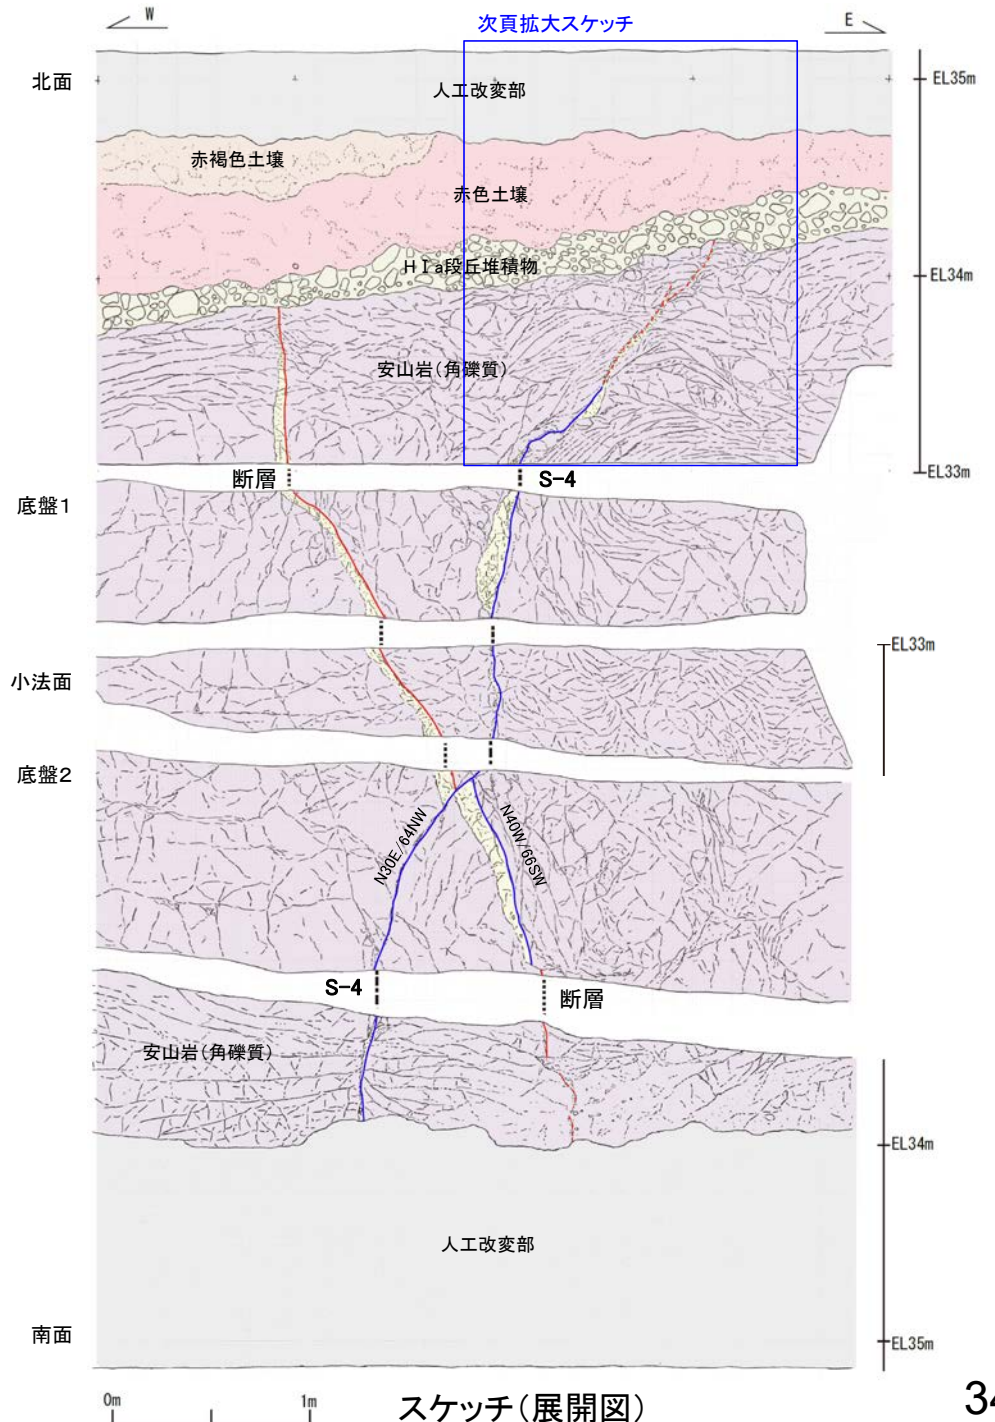 W
次頁拡大スケッチ
E
北面
人工改変部
EL35m
赤褐色土壌
赤色土壌
HⅠa段丘堆積物
EL34m
安山岩(角礫質)
EL33m
断層
S-4
底盤1
EL33m
小法面
底盤2
N30E/64NW
N40W/66SW
S-4
断層
安山岩(角礫質)
EL34m
人工改変部
南面
EL35m
0m
1m
スケッチ(展開図)